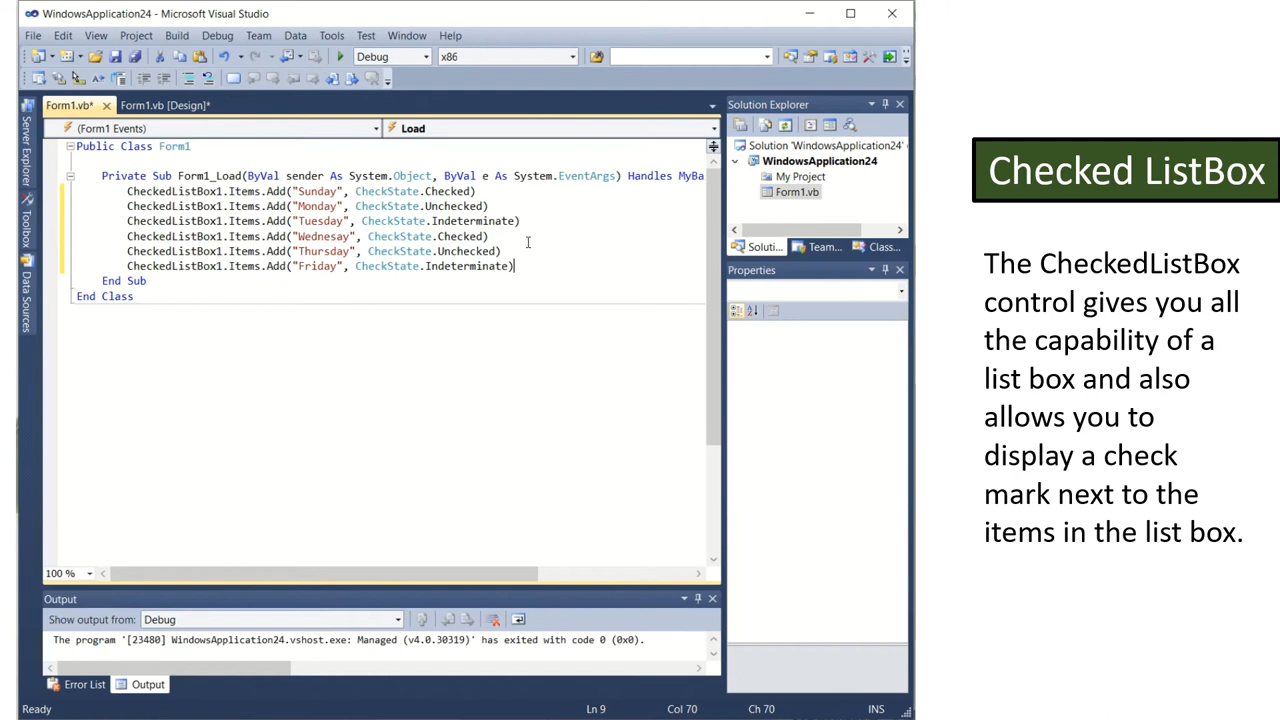 WindowsApplication24 - Microsoft Visual Studio
File Edit View Project Build Debug Team Data Tools Test Window Help
Debug x86
Form1.vb* Form1.vb [Design]*
(Form1 Events) Load
Public Class Form1
Private Sub Form1_Load(ByVal sender As System.Object, ByVal e As System.EventArgs) Handles MyBa
CheckedListBox1.Items.Add("Sunday", CheckState.Checked)
CheckedListBox1.Items.Add("Monday", CheckState.Unchecked)
CheckedListBox1.Items.Add("Tuesday", CheckState.Indeterminate)
CheckedListBox1.Items.Add("Wednesay", CheckState.Checked)
CheckedListBox1.Items.Add("Thursday", CheckState.Unchecked)
CheckedListBox1.Items.Add("Friday", CheckState.Indeterminate)
End Sub
End Class
100 %
Server Explorer
Toolbox
Data Sources
Solution Explorer
Solution 'WindowsApplication24'
WindowsApplication24
My Project
Form1.vb
Soluti... Team... Class...
Properties
Output
Show output from: Debug
The program '[23480] WindowsApplication24.vshost.exe: Managed (v4.0.30319)' has exited with code 0 (0x0).
Error List Output
Ready Ln 9 Col 70 Ch 70 INS
Checked ListBox
The CheckedListBox
control gives you all
the capability of a
list box and also
allows you to
display a check
mark next to the
items in the list box.